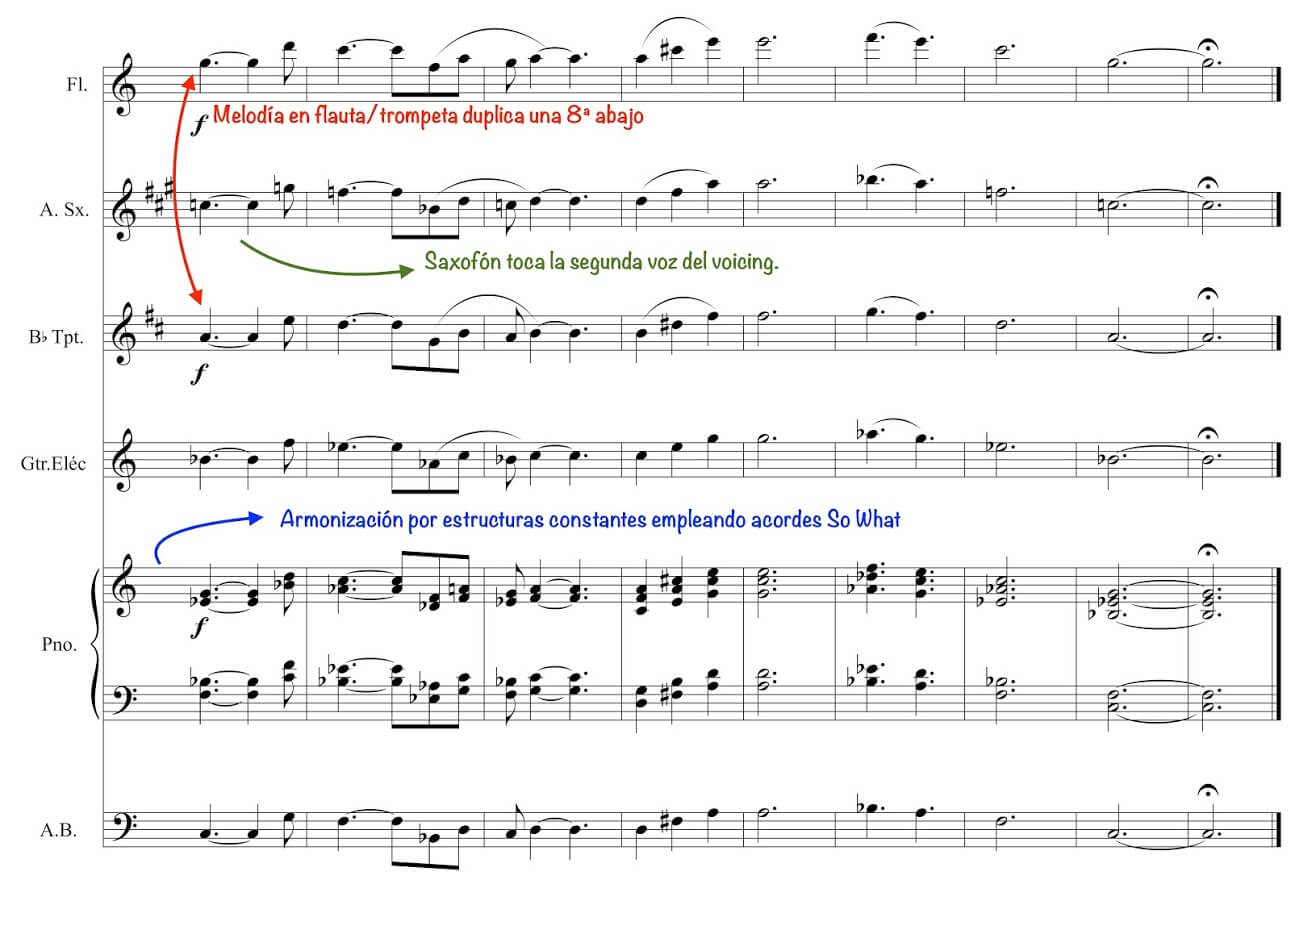 Fl.
f Melodía en flauta/trompeta duplica una 8ª abajo
A. Sx.
Saxofón toca la segunda voz del voicing.
B♭ Tpt.
f
Gtr.Eléc
Armonización por estructuras constantes empleando acordes So What
f
Pno.
A.B.